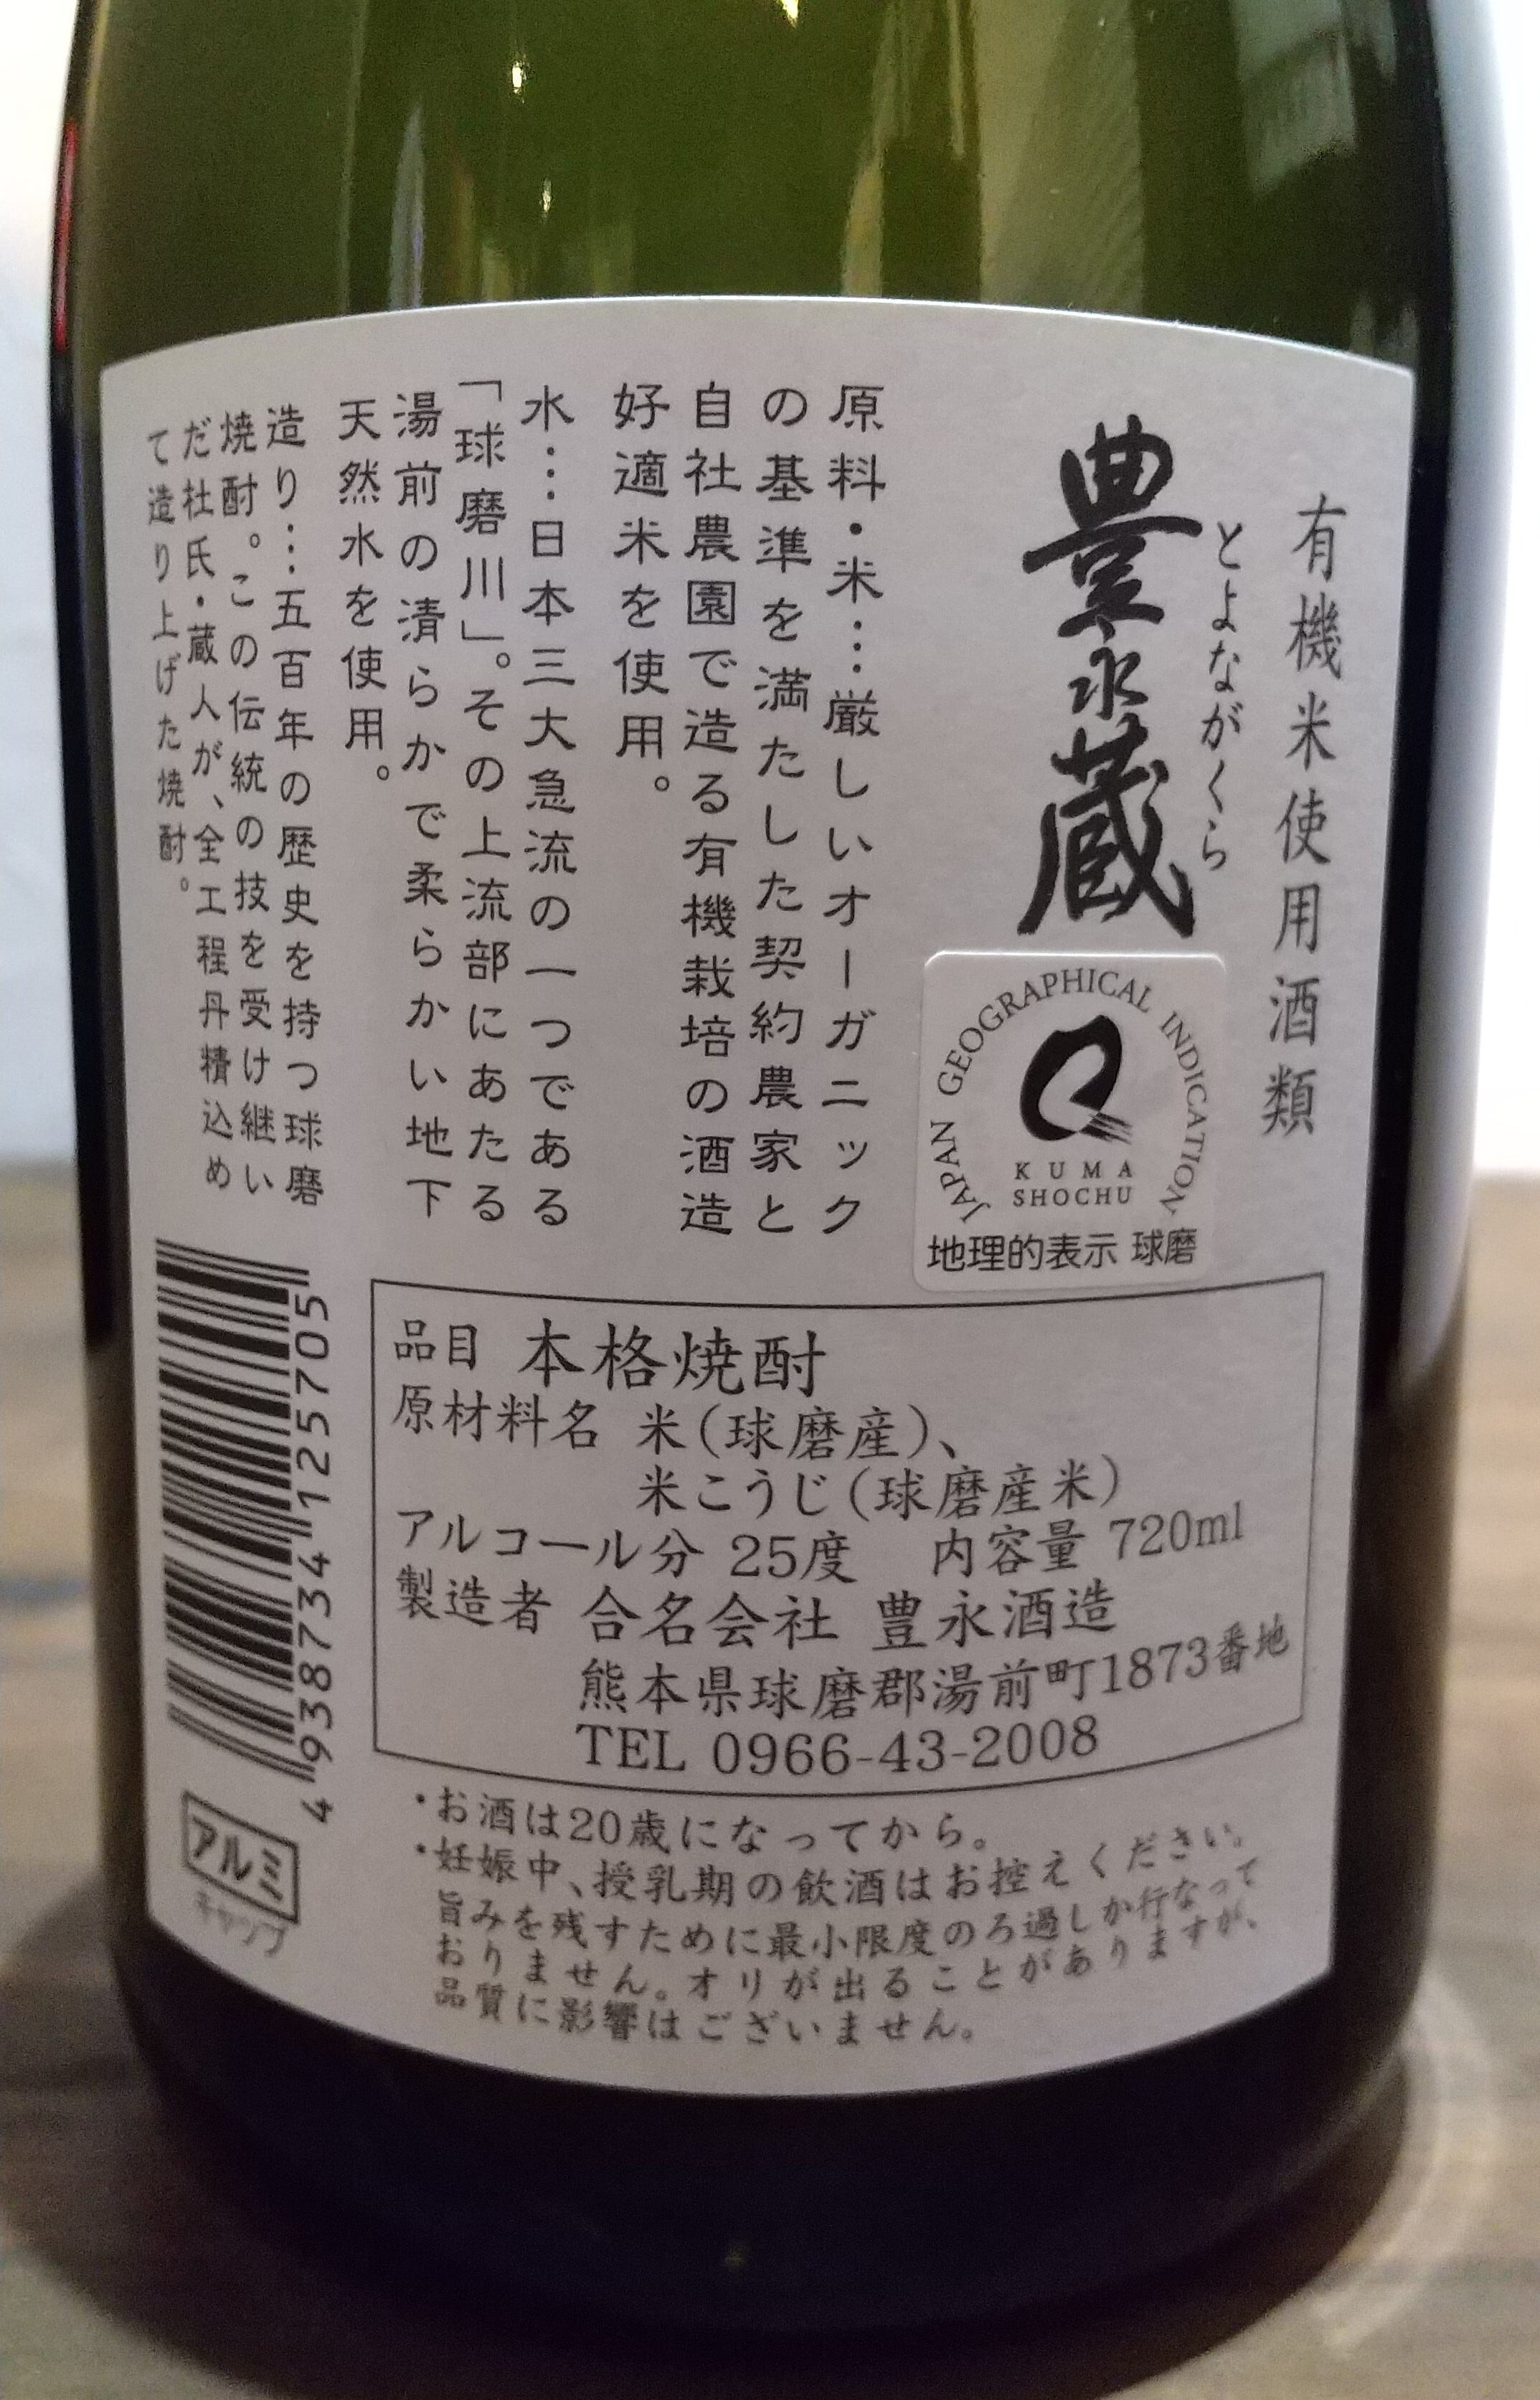 有機米使用酒類
とよながくら
豊永蔵
JAPAN GEOGRAPHICAL INDICATION
KUMA
SHOCHU
地理的表示 球磨
原料・米…厳しいオーガニック
の基準を満たした契約農家と
自社農園で造る有機栽培の酒造
好適米を使用。
水…日本三大急流の一つである
「球磨川」。その上流部にあたる
湯前の清らかで柔らかい地下
天然水を使用。
造り…五百年の歴史を持つ球磨
焼酎。この伝統の技を受け継い
だ杜氏・蔵人が、全工程丹精込め
て造り上げた焼酎。
品目 本格焼酎
原材料名 米(球磨産)、
米こうじ(球磨産米)
アルコール分 25度 内容量 720ml
製造者 合名会社 豊永酒造
熊本県球磨郡湯前町1873番地
TEL 0966-43-2008
・お酒は20歳になってから。
・妊娠中、授乳期の飲酒はお控えください。
旨みを残すために最小限度のろ過しか行なって
おりません。オリが出ることがありますが、
品質に影響はございません。
4 938734 125705
アルミ
キャップ